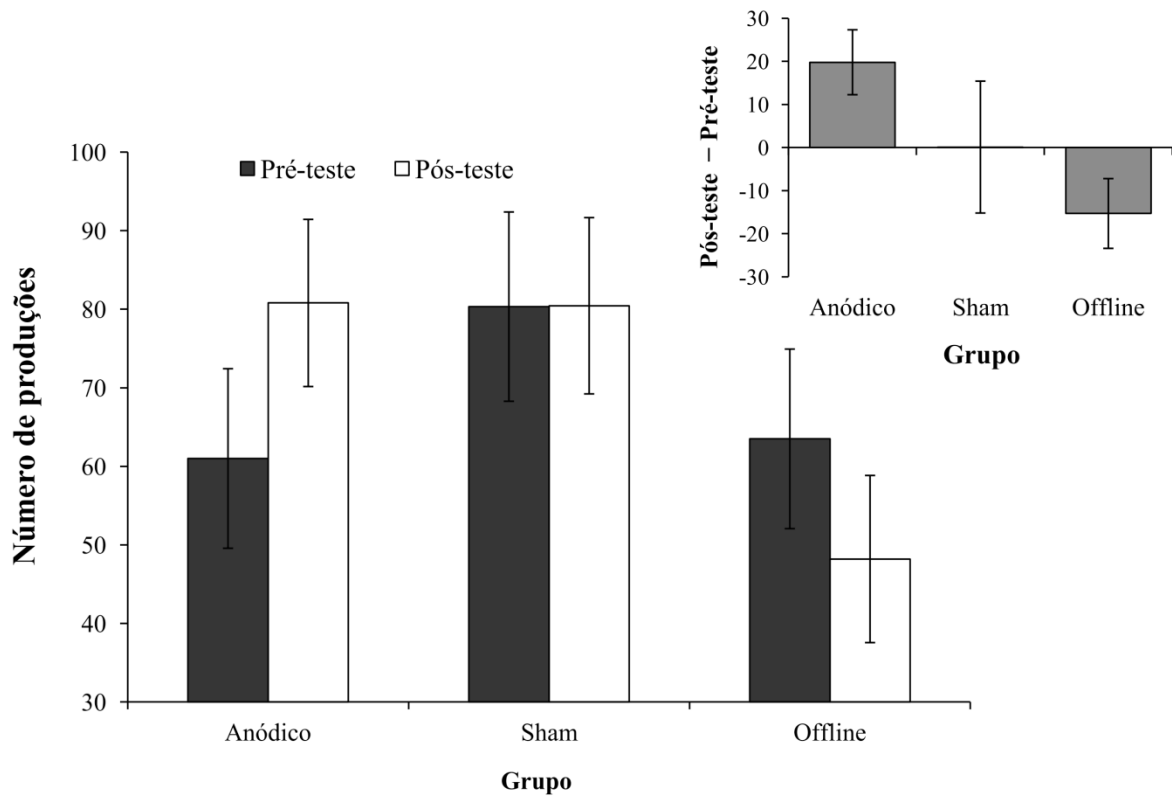 30
20
10
0
-10
-20
-30
Pós-teste – Pré-teste
Anódico Sham Offline
Grupo
Pré-teste Pós-teste
100
90
80
70
60
50
40
30
Número de produções
Anódico Sham Offline
Grupo